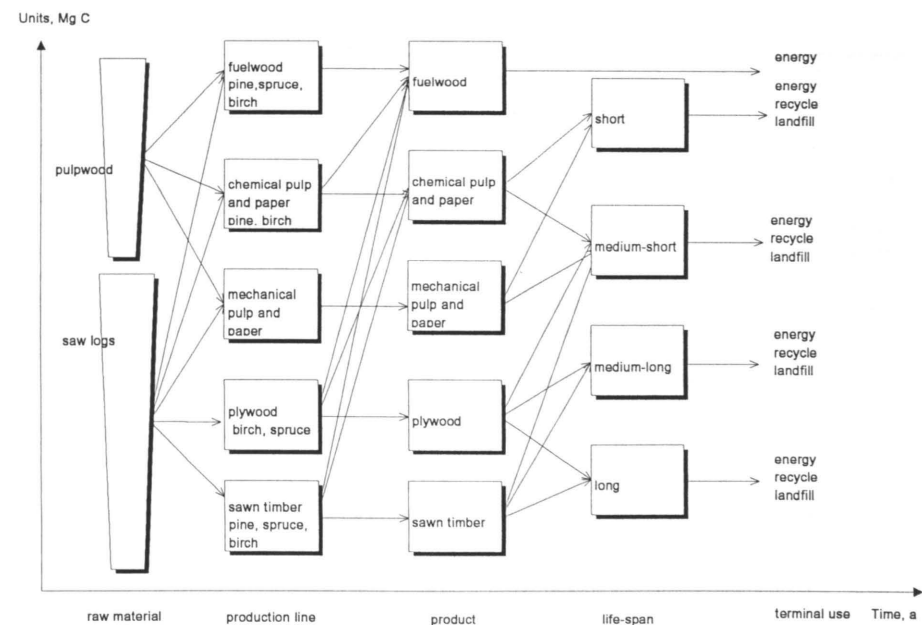 Units, Mg C
pulpwood
saw logs
fuelwood
pine,spruce,
birch
chemical pulp
and paper
pine, birch
mechanical
pulp and
paper
plywood
birch, spruce
sawn timber
pine, spruce,
birch
fuelwood
chemical pulp
and paper
mechanical
pulp and
paper
plywood
sawn timber
short
medium-short
medium-long
long
energy
energy
recycle
landfill
energy
recycle
landfill
energy
recycle
landfill
energy
recycle
landfill
raw material
production line
product
life-span
terminal use
Time, a